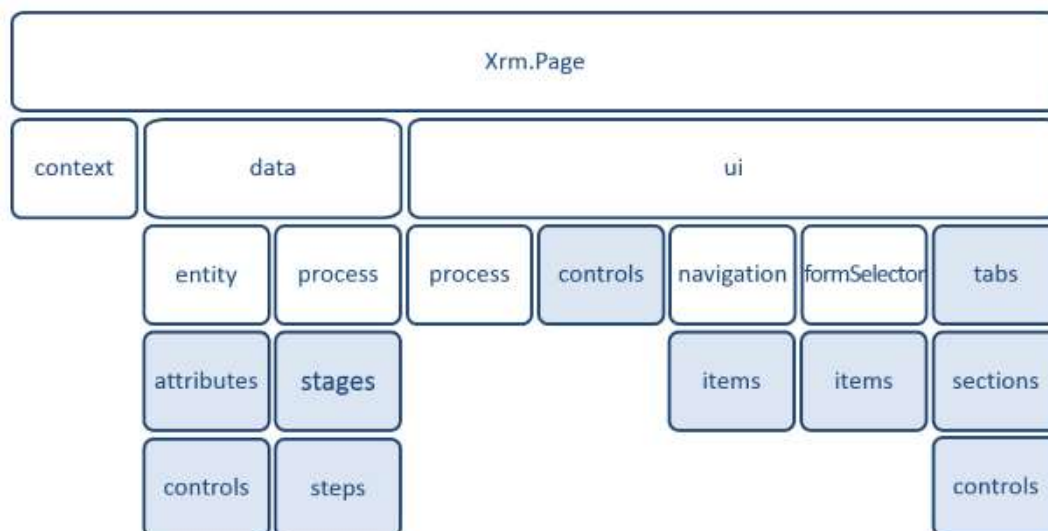 Xrm.Page
context data ui
entity process process controls navigation formSelector tabs
attributes stages items items sections
controls steps controls